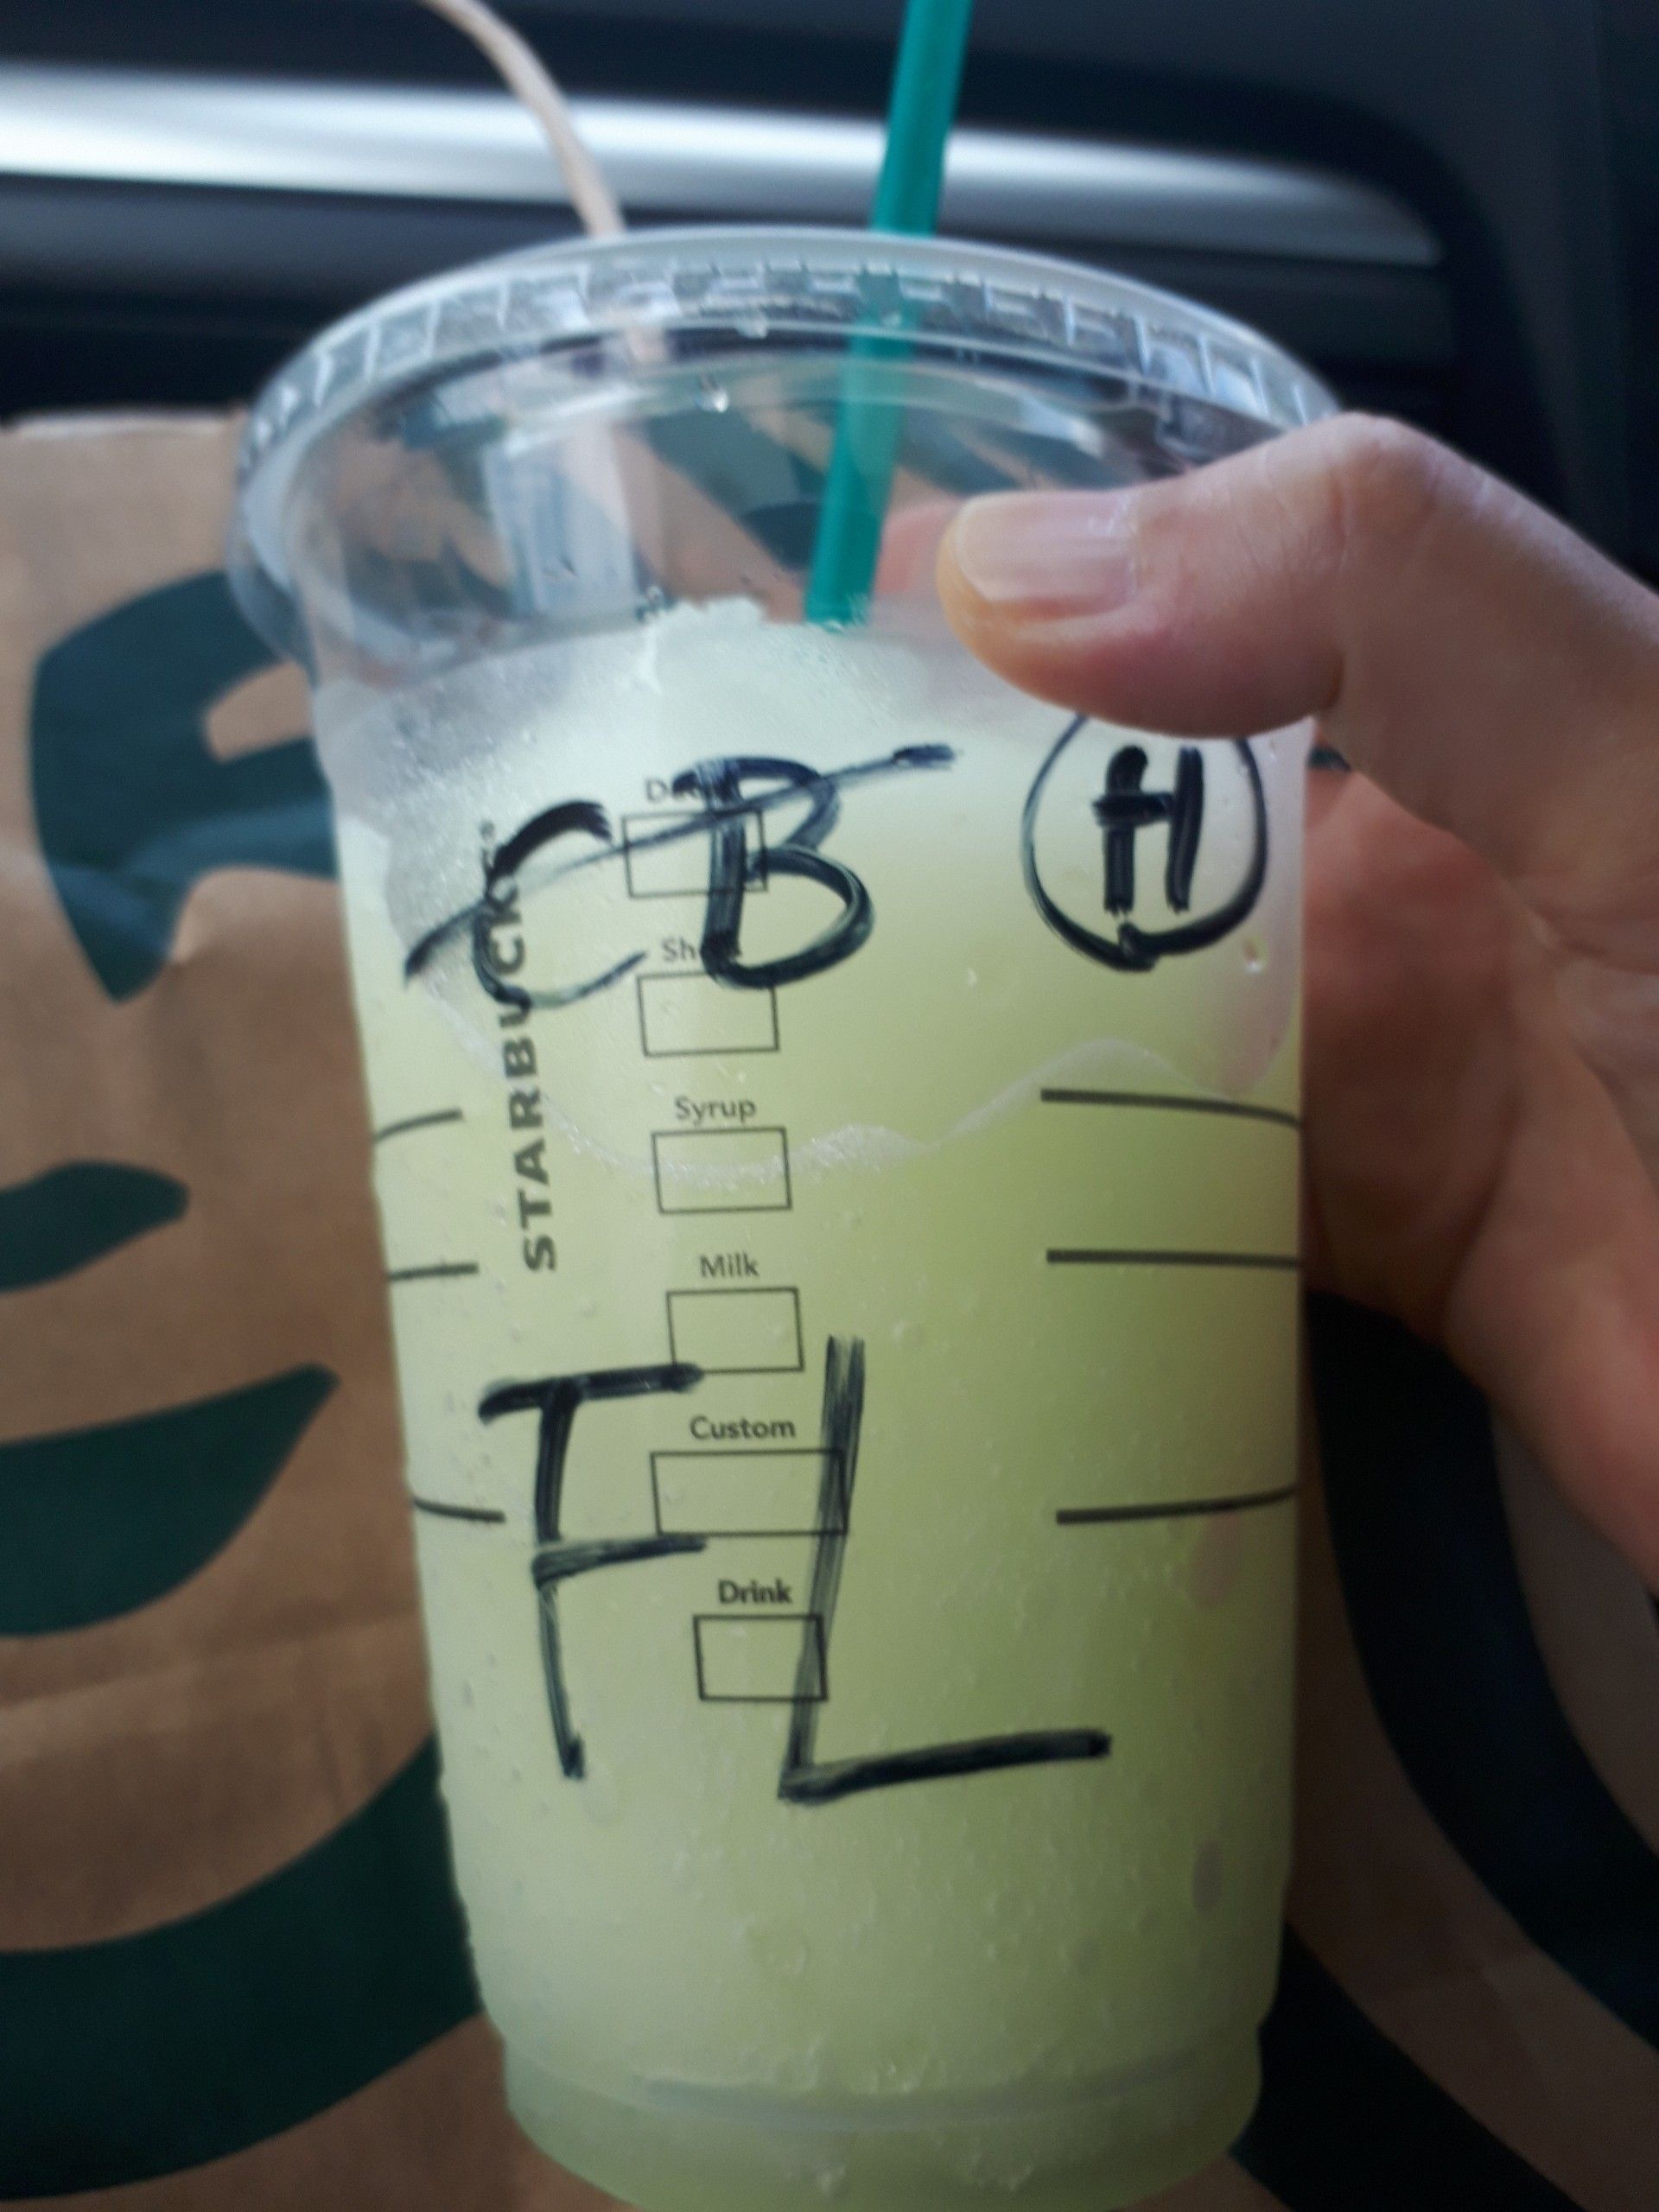 CB H
STARBUCKS
Syrup
Milk
Custom
Drink
FL